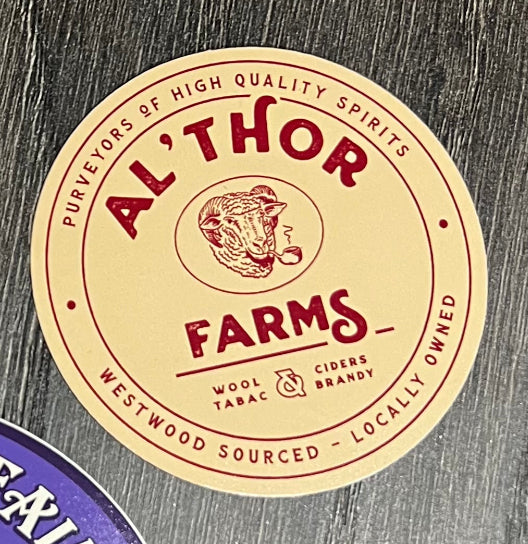 PURVEYORS OF HIGH QUALITY SPIRITS
AL'THOR
FARMS
WOOL
TABAC
&
CIDERS
BRANDY
WESTWOOD SOURCED - LOCALLY OWNED